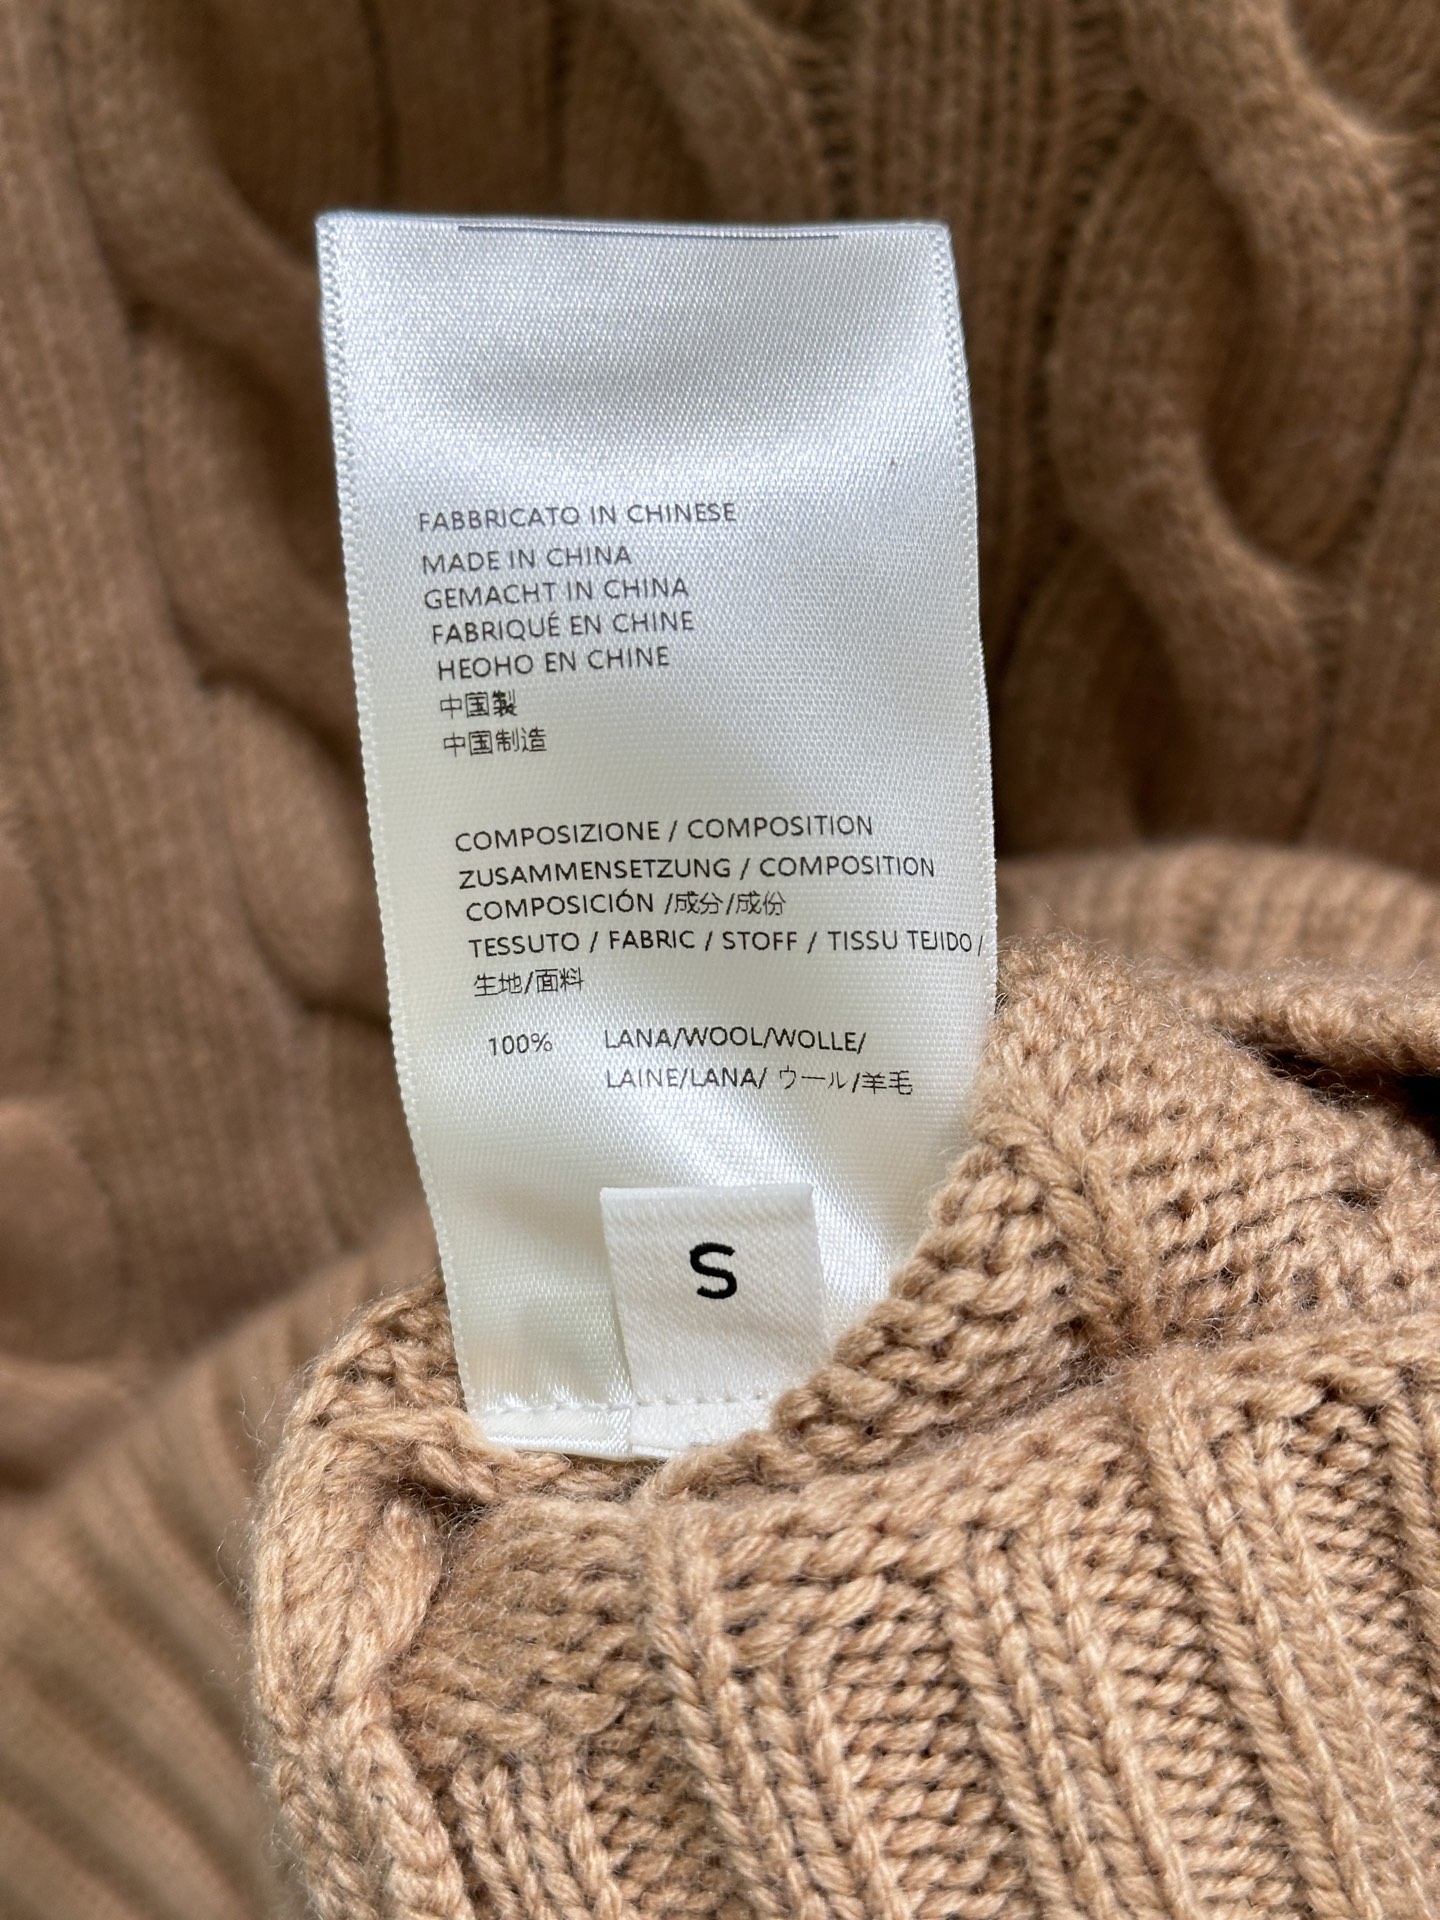 FABBRICATO IN CHINESE
MADE IN CHINA
GEMACHT IN CHINA
FABRIQUÉ EN CHINE
HEOHO EN CHINE
中国製
中国制造
COMPOSIZIONE / COMPOSITION
ZUSAMMENSETZUNG / COMPOSITION
COMPOSICIÓN /成分/成份
TESSUTO / FABRIC / STOFF / TISSU TEJIDO /
生地/面料
100% LANA/WOOL/WOLLE/
LAINE/LANA/ ウール/羊毛
S